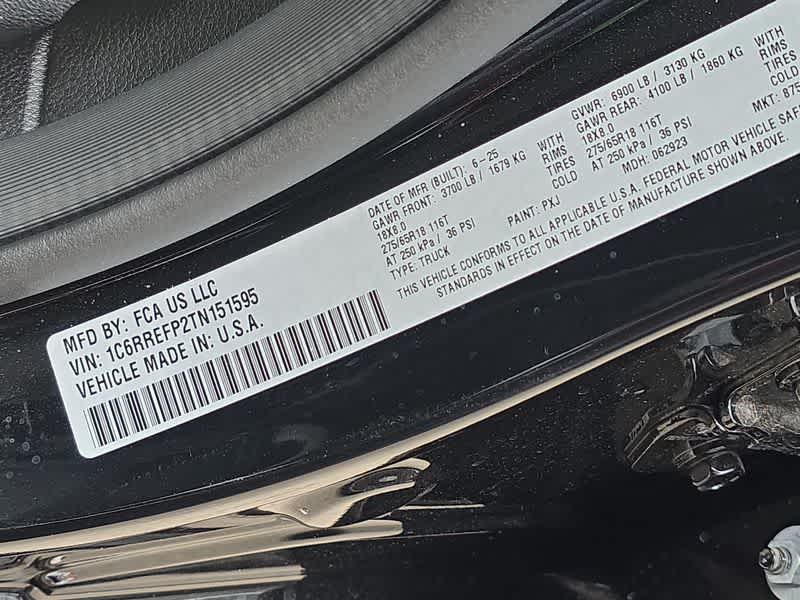 MFD BY: FCA US LLC
VIN: 1C6RREFP2TN151595
VEHICLE MADE IN: U.S.A.
DATE OF MFR (BUILT): 6-25
GAWR FRONT: 3700 LB / 1679 KG WITH
18X8.0 RIMS
275/65R18 116T TIRES
AT 250 kPa / 36 PSI COLD
TYPE: TRUCK PAINT: PXJ
GVWR: 6900 LB / 3130 KG
GAWR REAR: 4100 LB / 1860 KG WITH
18X8.0 RIMS
275/65R18 116T TIRES
AT 250 kPa / 36 PSI COLD
MDH: 062923 MKT:
THIS VEHICLE CONFORMS TO ALL APPLICABLE U.S.A. FEDERAL MOTOR VEHICLE
STANDARDS IN EFFECT ON THE DATE OF MANUFACTURE SHOWN ABOVE.